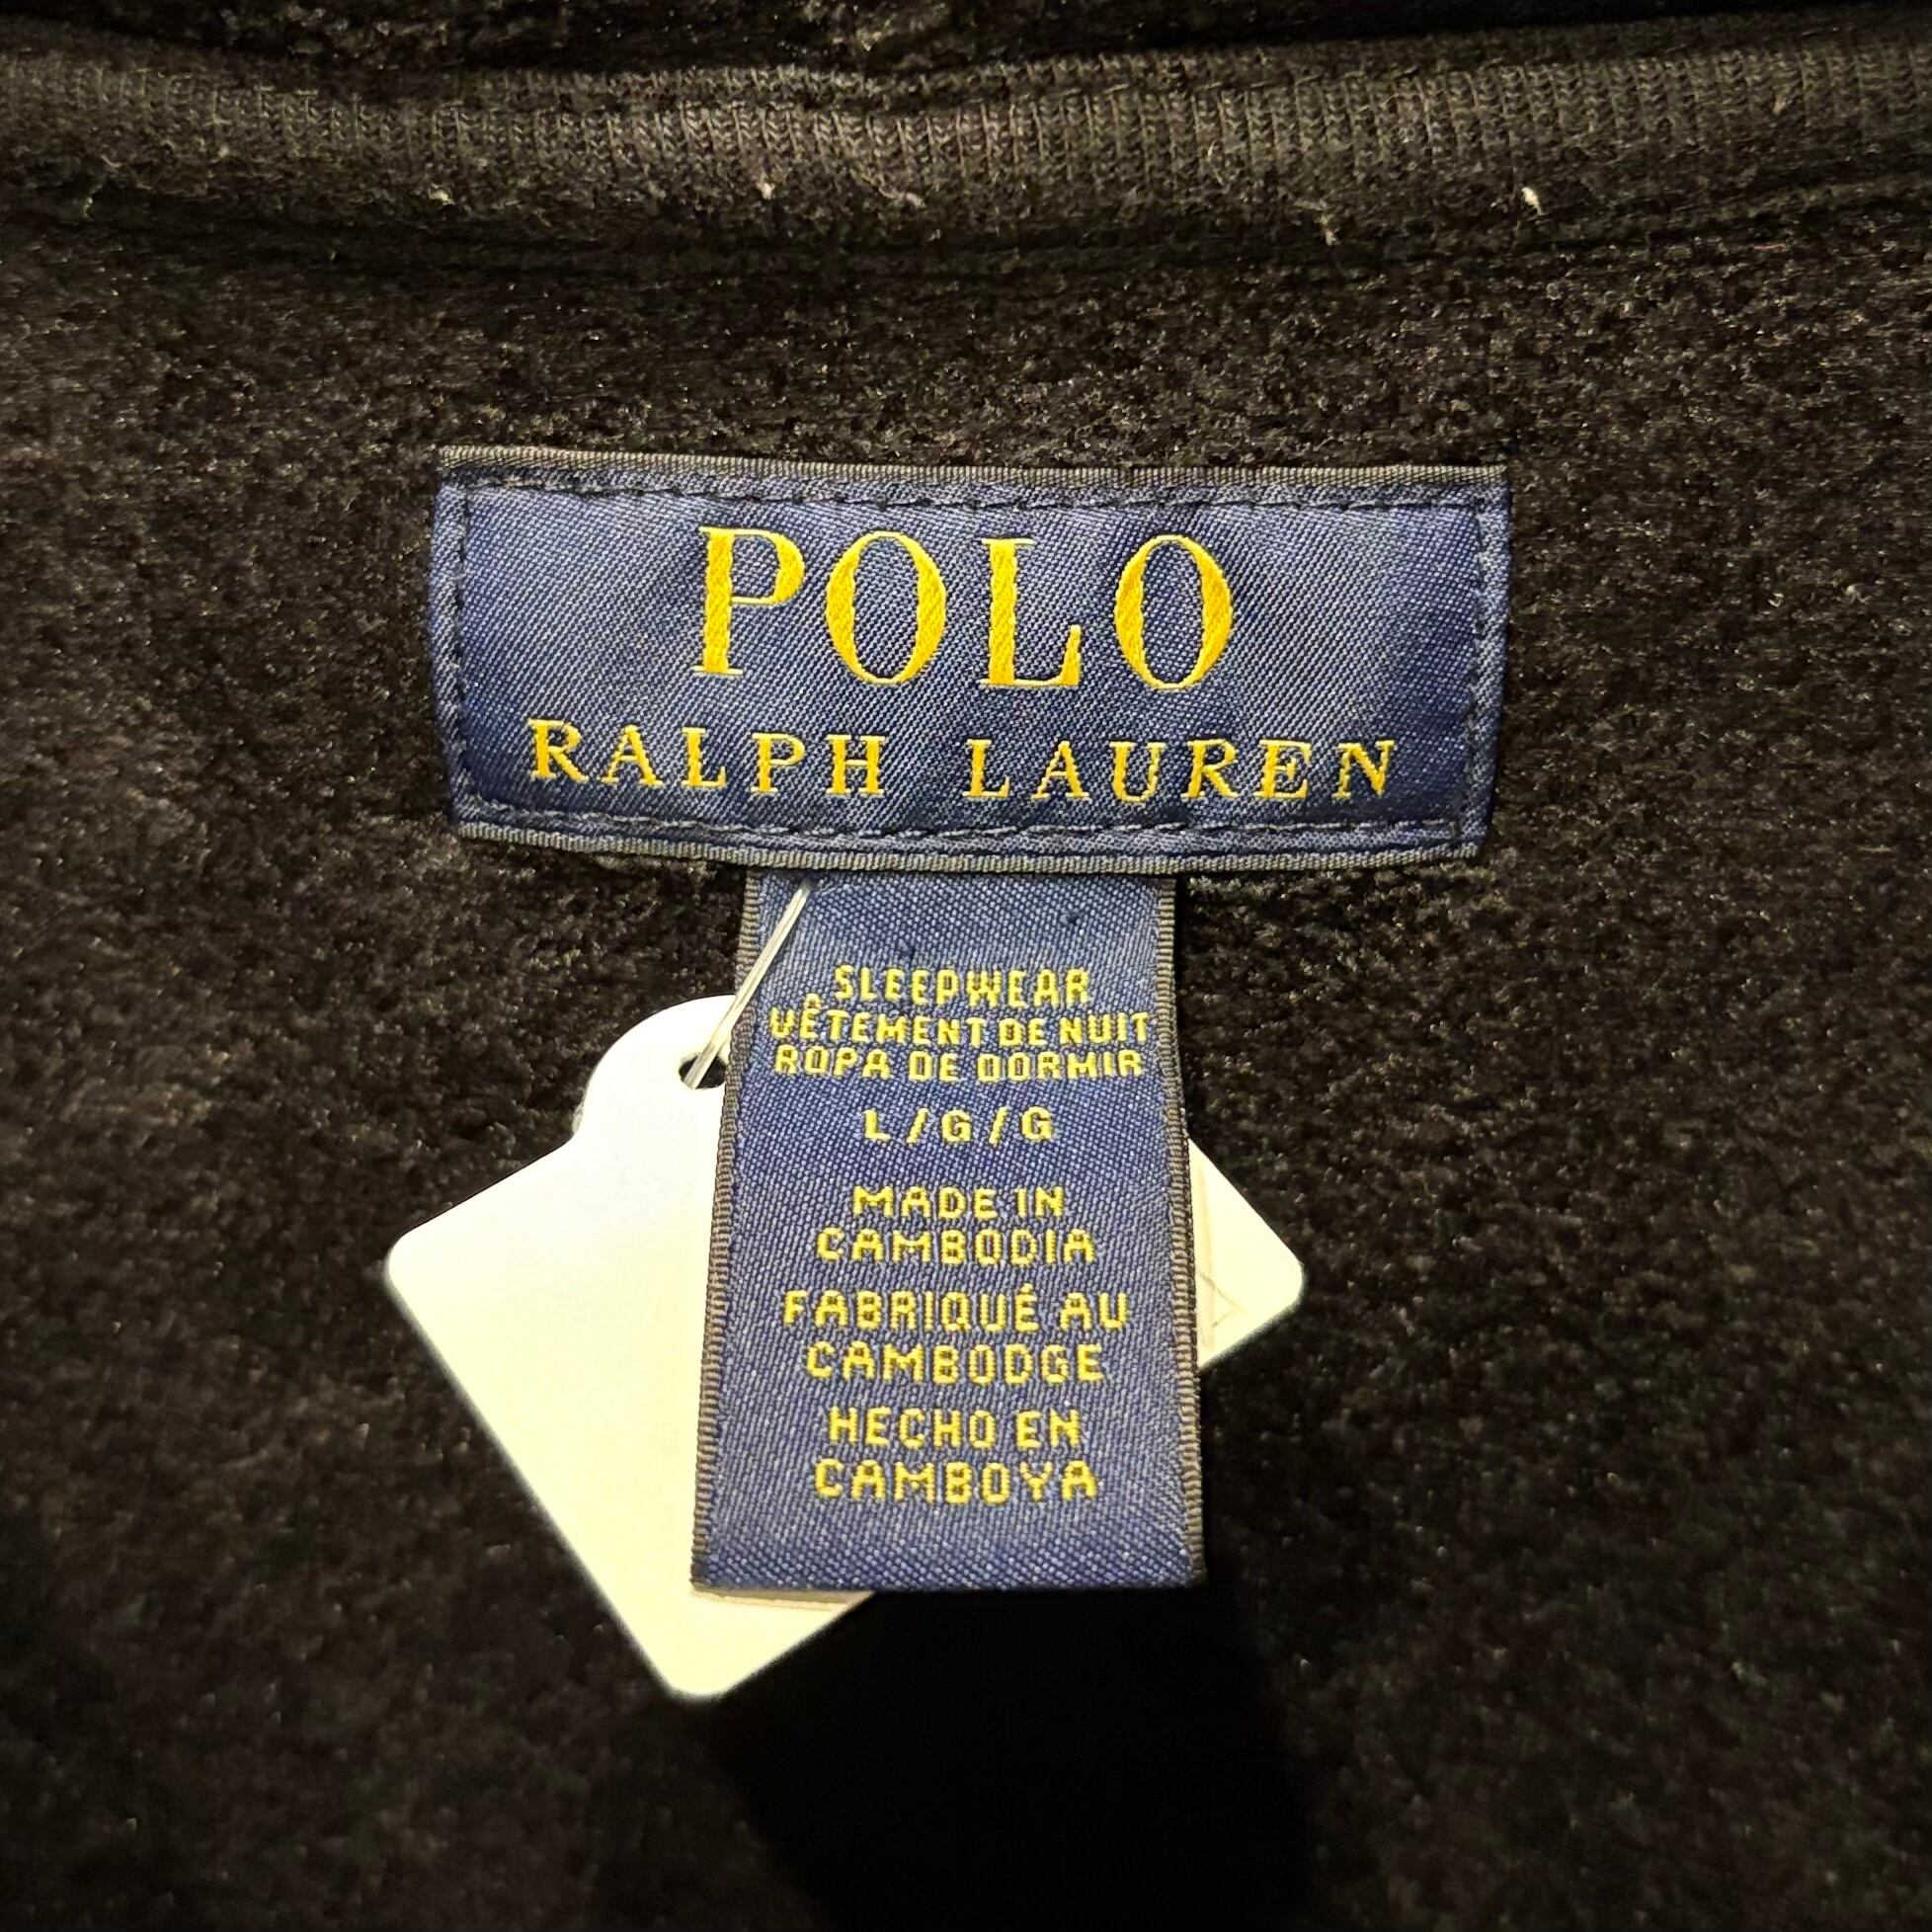 POLO
RALPH LAUREN
SLEEPWEAR
VÊTEMENT DE NUIT
ROPA DE DORMIR
L/G/G
MADE IN
CAMBODIA
FABRIQUÉ AU
CAMBODGE
HECHO EN
CAMBOYA